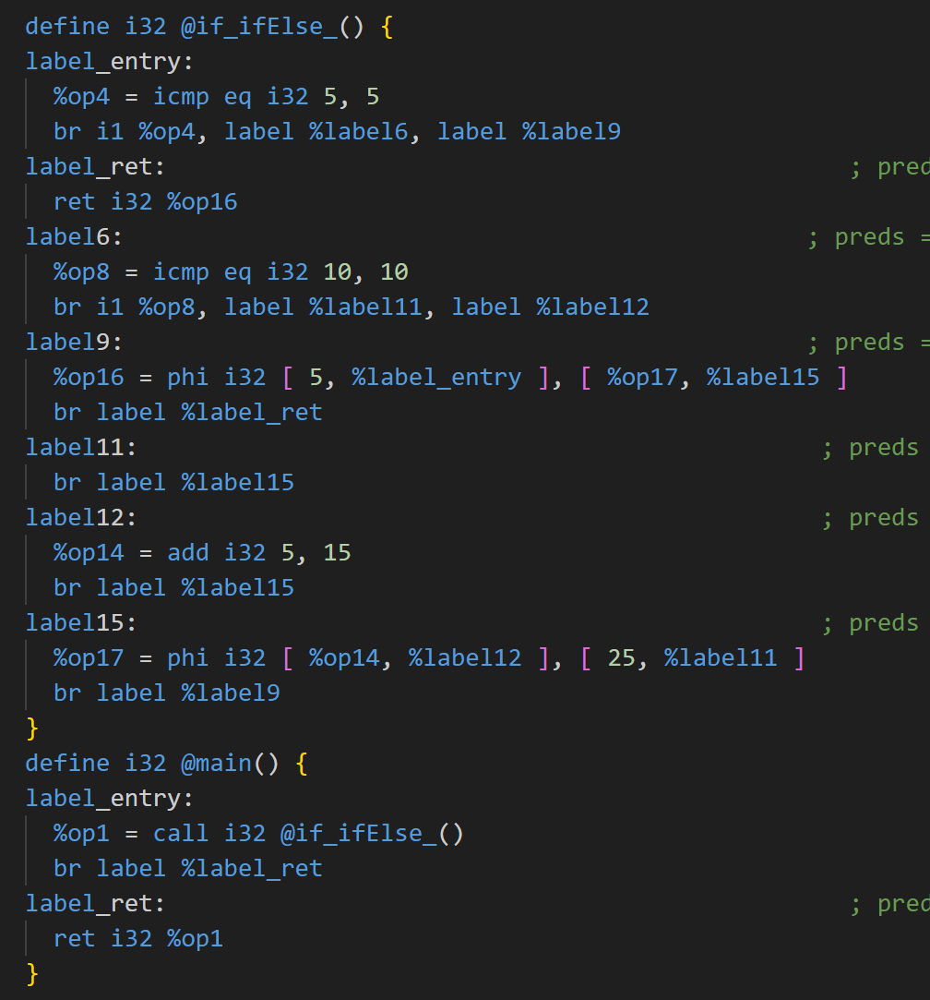 define i32 @if_ifElse_() {
label_entry:
%op4 = icmp eq i32 5, 5
br i1 %op4, label %label6, label %label9
label_ret: ; pred
ret i32 %op16
label6: ; preds =
%op8 = icmp eq i32 10, 10
br i1 %op8, label %label11, label %label12
label9: ; preds =
%op16 = phi i32 [ 5, %label_entry ], [ %op17, %label15 ]
br label %label_ret
label11: ; preds
br label %label15
label12: ; preds
%op14 = add i32 5, 15
br label %label15
label15: ; preds
%op17 = phi i32 [ %op14, %label12 ], [ 25, %label11 ]
br label %label9
}
define i32 @main() {
label_entry:
%op1 = call i32 @if_ifElse_()
br label %label_ret
label_ret: ; pred
ret i32 %op1
}